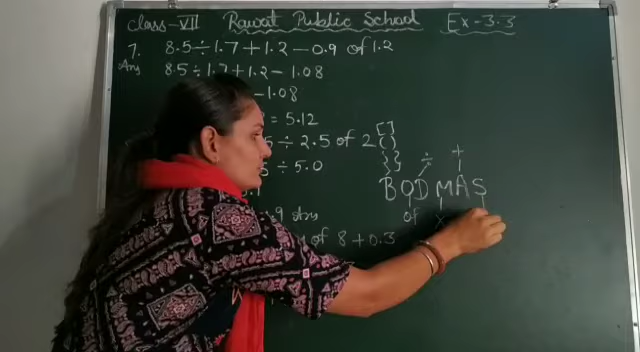 Class-VII Rawat Public School Ex-3.3
7. 8.5÷1.7+1.2-0.9 of 1.2
Ans 8.5÷1.7+1.2-1.08
-1.08
= 5.12
÷ 2.5 of 2 [ ]
( )
÷ 5.0 { }
÷ +
BODMAS
of ×
.9 Ans
of 8+0.3